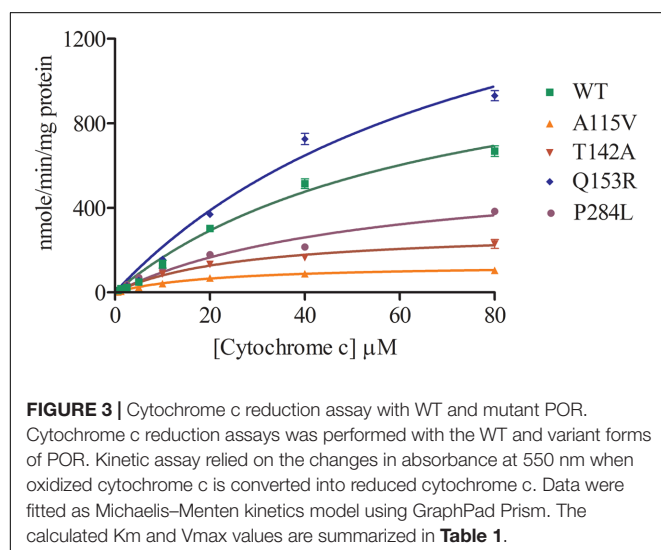 1200
800
400
0
0
20
40
60
80
nmole/min/mg protein
[Cytochrome c] μM
WT
A115V
T142A
Q153R
P284L
FIGURE 3 | Cytochrome c reduction assay with WT and mutant POR.
Cytochrome c reduction assays was performed with the WT and variant forms
of POR. Kinetic assay relied on the changes in absorbance at 550 nm when
oxidized cytochrome c is converted into reduced cytochrome c. Data were
fitted as Michaelis–Menten kinetics model using GraphPad Prism. The
calculated Km and Vmax values are summarized in Table 1.